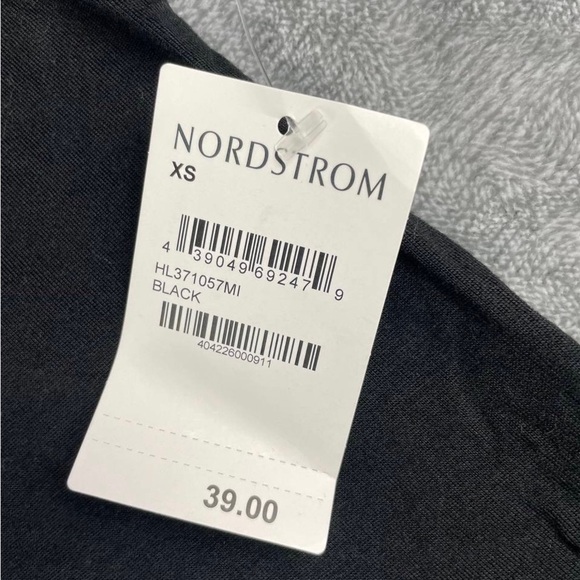 NORDSTROM
XS
4 39049 69247 9
HL371057MI
BLACK
404226000911
39.00